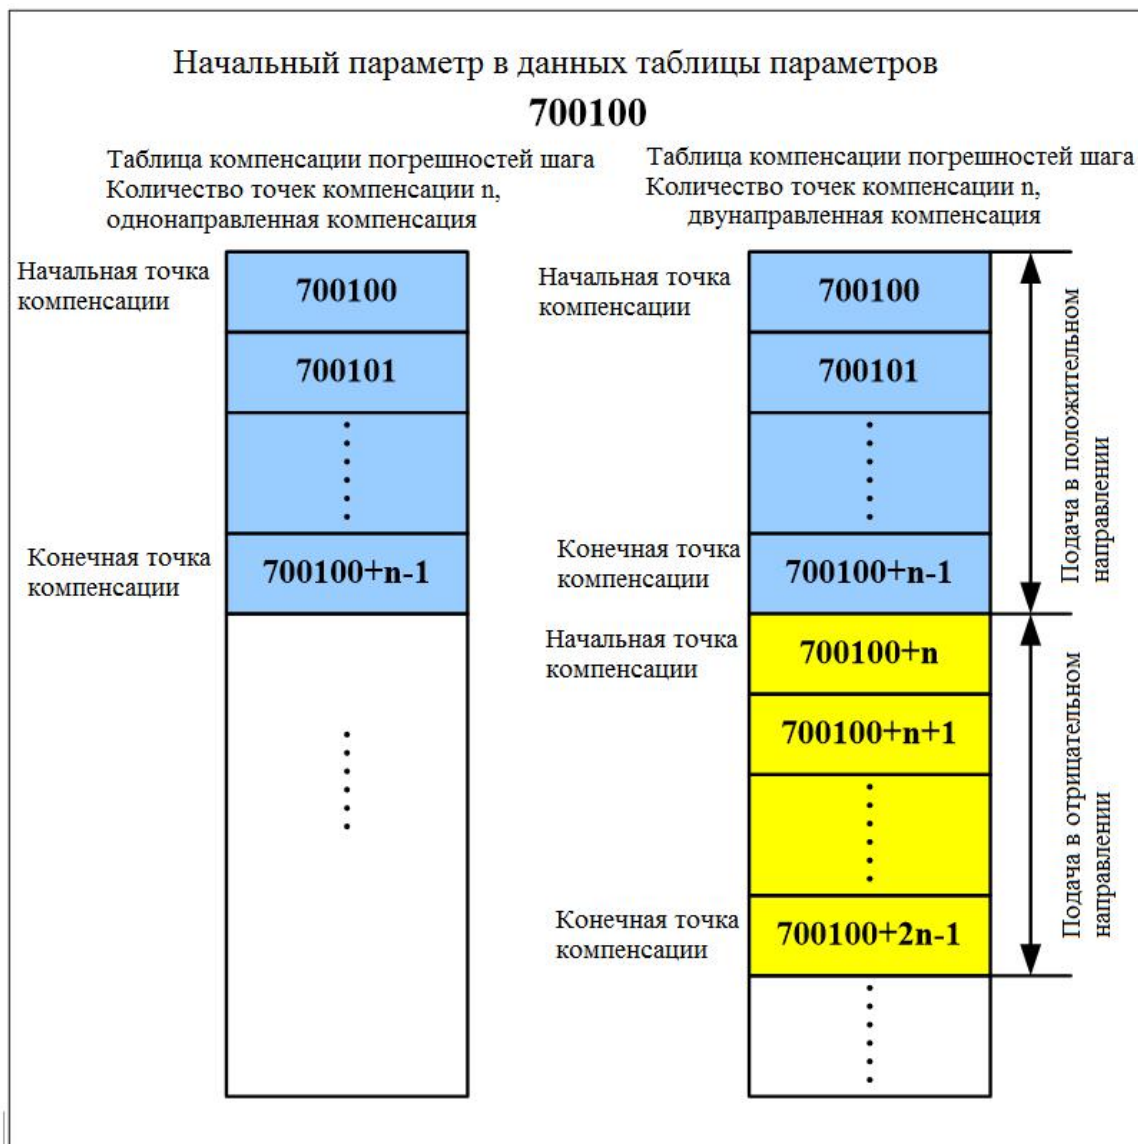 Начальный параметр в данных таблицы параметров
700100
Таблица компенсации погрешностей шага
Количество точек компенсации n,
однонаправленная компенсация
Начальная точка
компенсации
700100
700101
Конечная точка
компенсации
700100+n-1
Таблица компенсации погрешностей шага
Количество точек компенсации n,
двунаправленная компенсация
Начальная точка
компенсации
700100
700101
Конечная точка
компенсации
700100+n-1
Подача в положительном
направлении
Начальная точка
компенсации
700100+n
700100+n+1
Конечная точка
компенсации
700100+2n-1
Подача в отрицательном
направлении